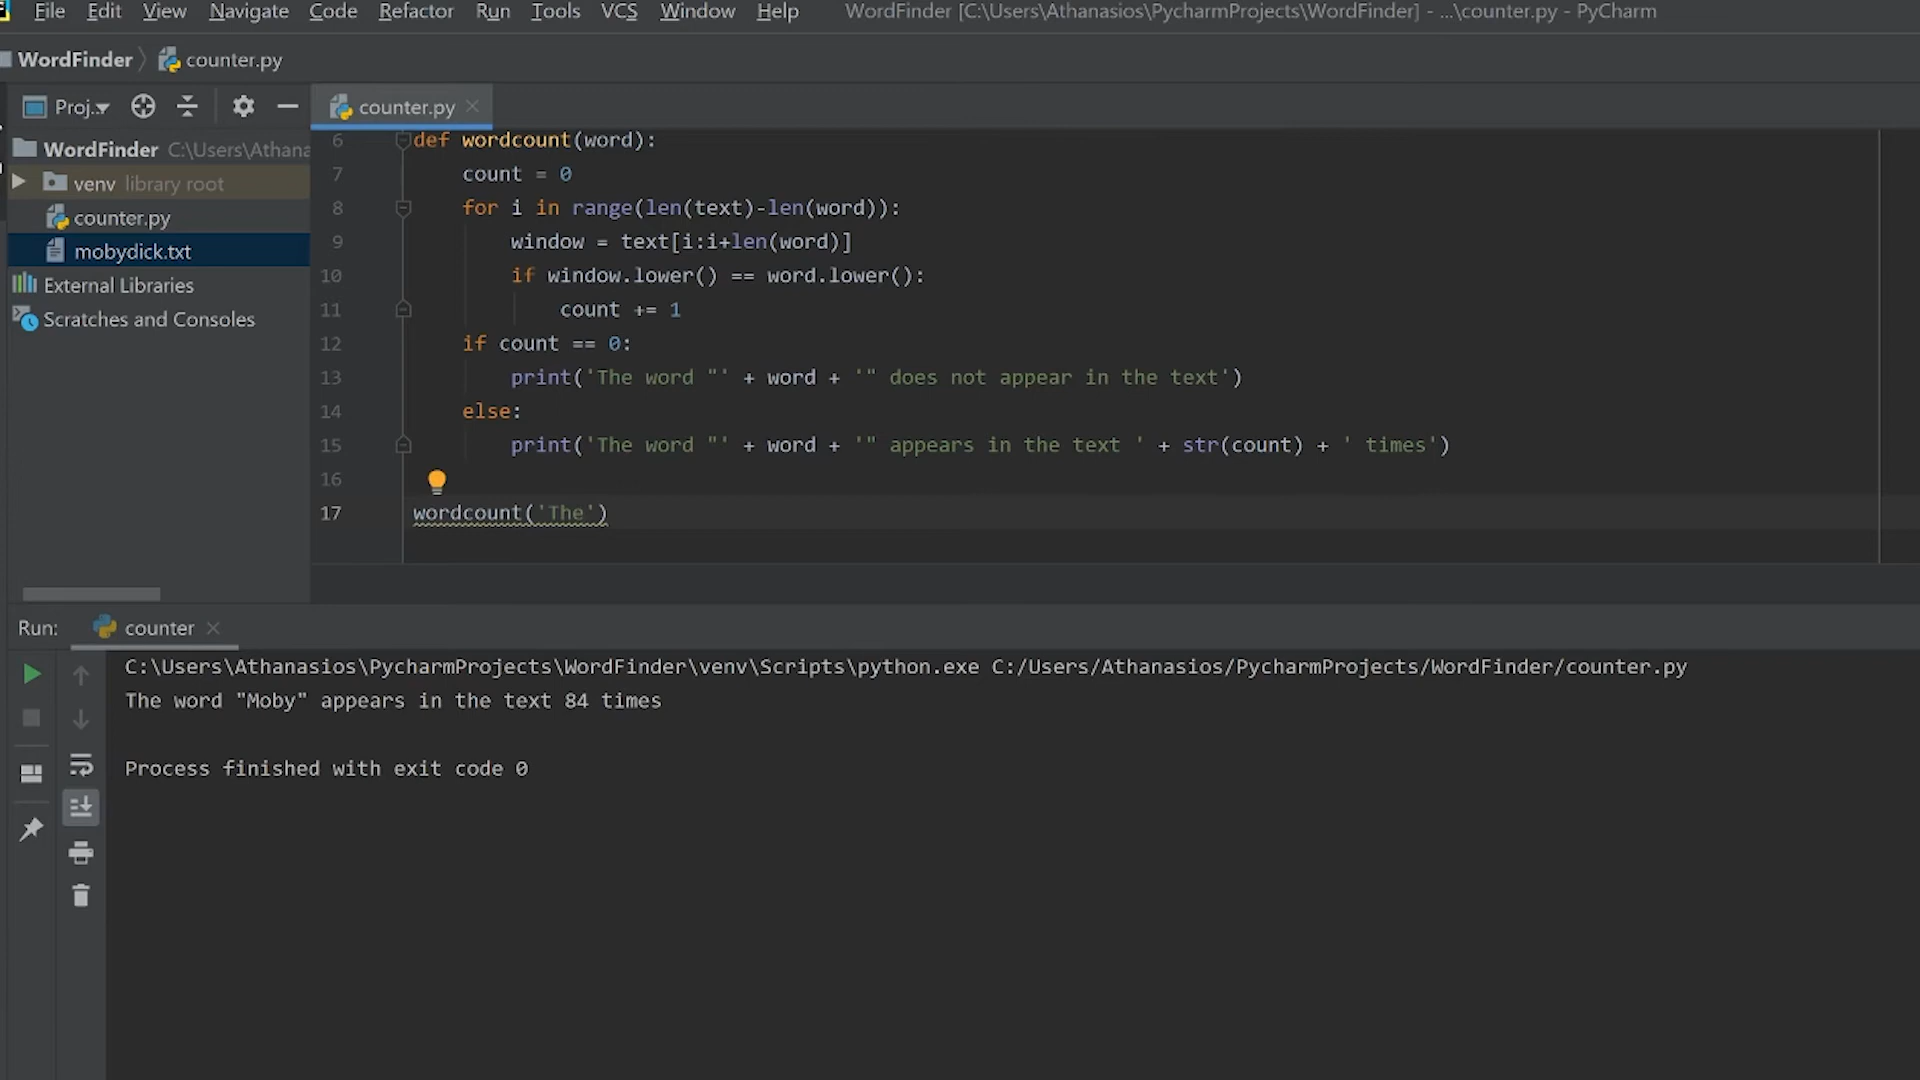 File Edit View Navigate Code Refactor Run Tools VCS Window Help WordFinder [C:\Users\Athanasios\PycharmProjects\WordFinder] - ...\counter.py - PyCharm
WordFinder counter.py
Proj... counter.py
WordFinder C:\Users\Athana
venv library root
counter.py
mobydick.txt
External Libraries
Scratches and Consoles
6 def wordcount(word):
7 count = 0
8 for i in range(len(text)-len(word)):
9 window = text[i:i+len(word)]
10 if window.lower() == word.lower():
11 count += 1
12 if count == 0:
13 print('The word "' + word + '" does not appear in the text')
14 else:
15 print('The word "' + word + '" appears in the text ' + str(count) + ' times')
16
17 wordcount('The')
Run: counter
C:\Users\Athanasios\PycharmProjects\WordFinder\venv\Scripts\python.exe C:/Users/Athanasios/PycharmProjects/WordFinder/counter.py
The word "Moby" appears in the text 84 times
Process finished with exit code 0